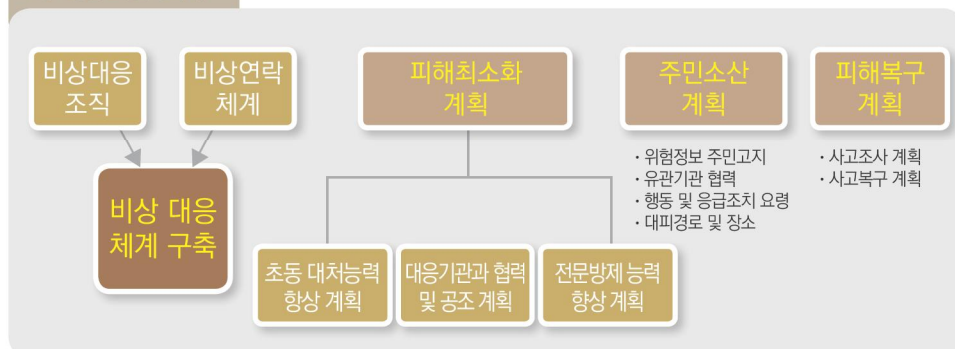 비상대응
조직
비상연락
체계
비상 대응
체계 구축
피해최소화
계획
초동 대처능력
향상 계획
대응기관과 협력
및 공조 계획
전문방제 능력
향상 계획
주민소산
계획
· 위험정보 주민고지
· 유관기관 협력
· 행동 및 응급조치 요령
· 대피경로 및 장소
피해복구
계획
· 사고조사 계획
· 사고복구 계획